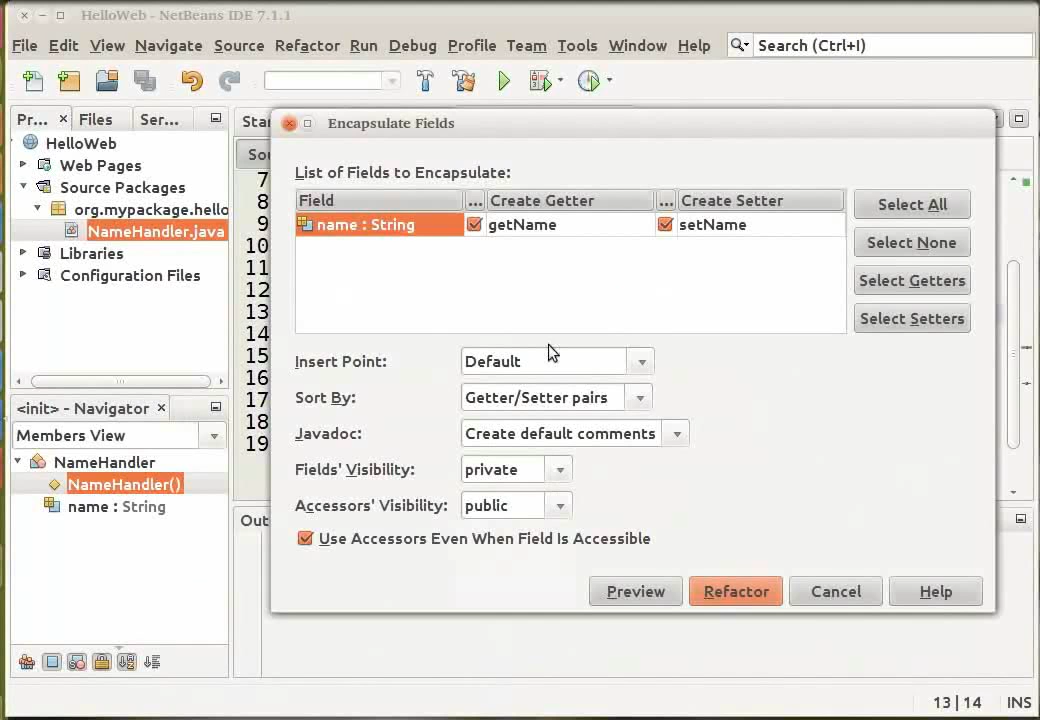 HelloWeb - NetBeans IDE 7.1.1
File Edit View Navigate Source Refactor Run Debug Profile Team Tools Window Help Search (Ctrl+I)
Pr... Files Ser... Star
HelloWeb
Web Pages
Source Packages
org.mypackage.hello
NameHandler.java
Libraries
Configuration Files
<init> - Navigator
Members View
NameHandler
NameHandler()
name : String
Sou
7
8
9
10
11
12
13
14
15
16
17
18
19
Out
Encapsulate Fields
List of Fields to Encapsulate:
Field ... Create Getter ... Create Setter
name : String getName setName
Select All
Select None
Select Getters
Select Setters
Insert Point: Default
Sort By: Getter/Setter pairs
Javadoc: Create default comments
Fields' Visibility: private
Accessors' Visibility: public
Use Accessors Even When Field Is Accessible
Preview Refactor Cancel Help
13 | 14 INS